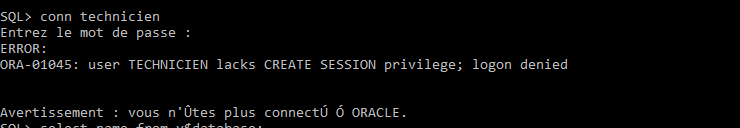 SQL> conn technicien
Entrez le mot de passe :
ERROR:
ORA-01045: user TECHNICIEN lacks CREATE SESSION privilege; logon denied
Avertissement : vous n'Ûtes plus connectÚ Ó ORACLE.
SQL> select name from v$database;